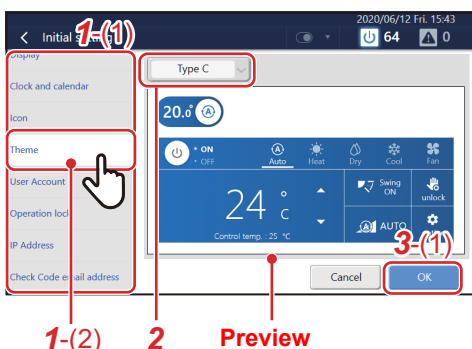 2020/06/12 Fri. 15:43
1-(1)
Initial settings
64
0
Display
Type C
Clock and calendar
20.0
A
Icon
Theme
ON
OFF
Auto
Heat
Dry
Cool
Fan
User Account
24 °C
Swing
ON
unlock
Operation lock
AUTO
Control temp. : 25 °C
3-(1)
IP Address
Check Code email address
Cancel
OK
1-(2)
2
Preview